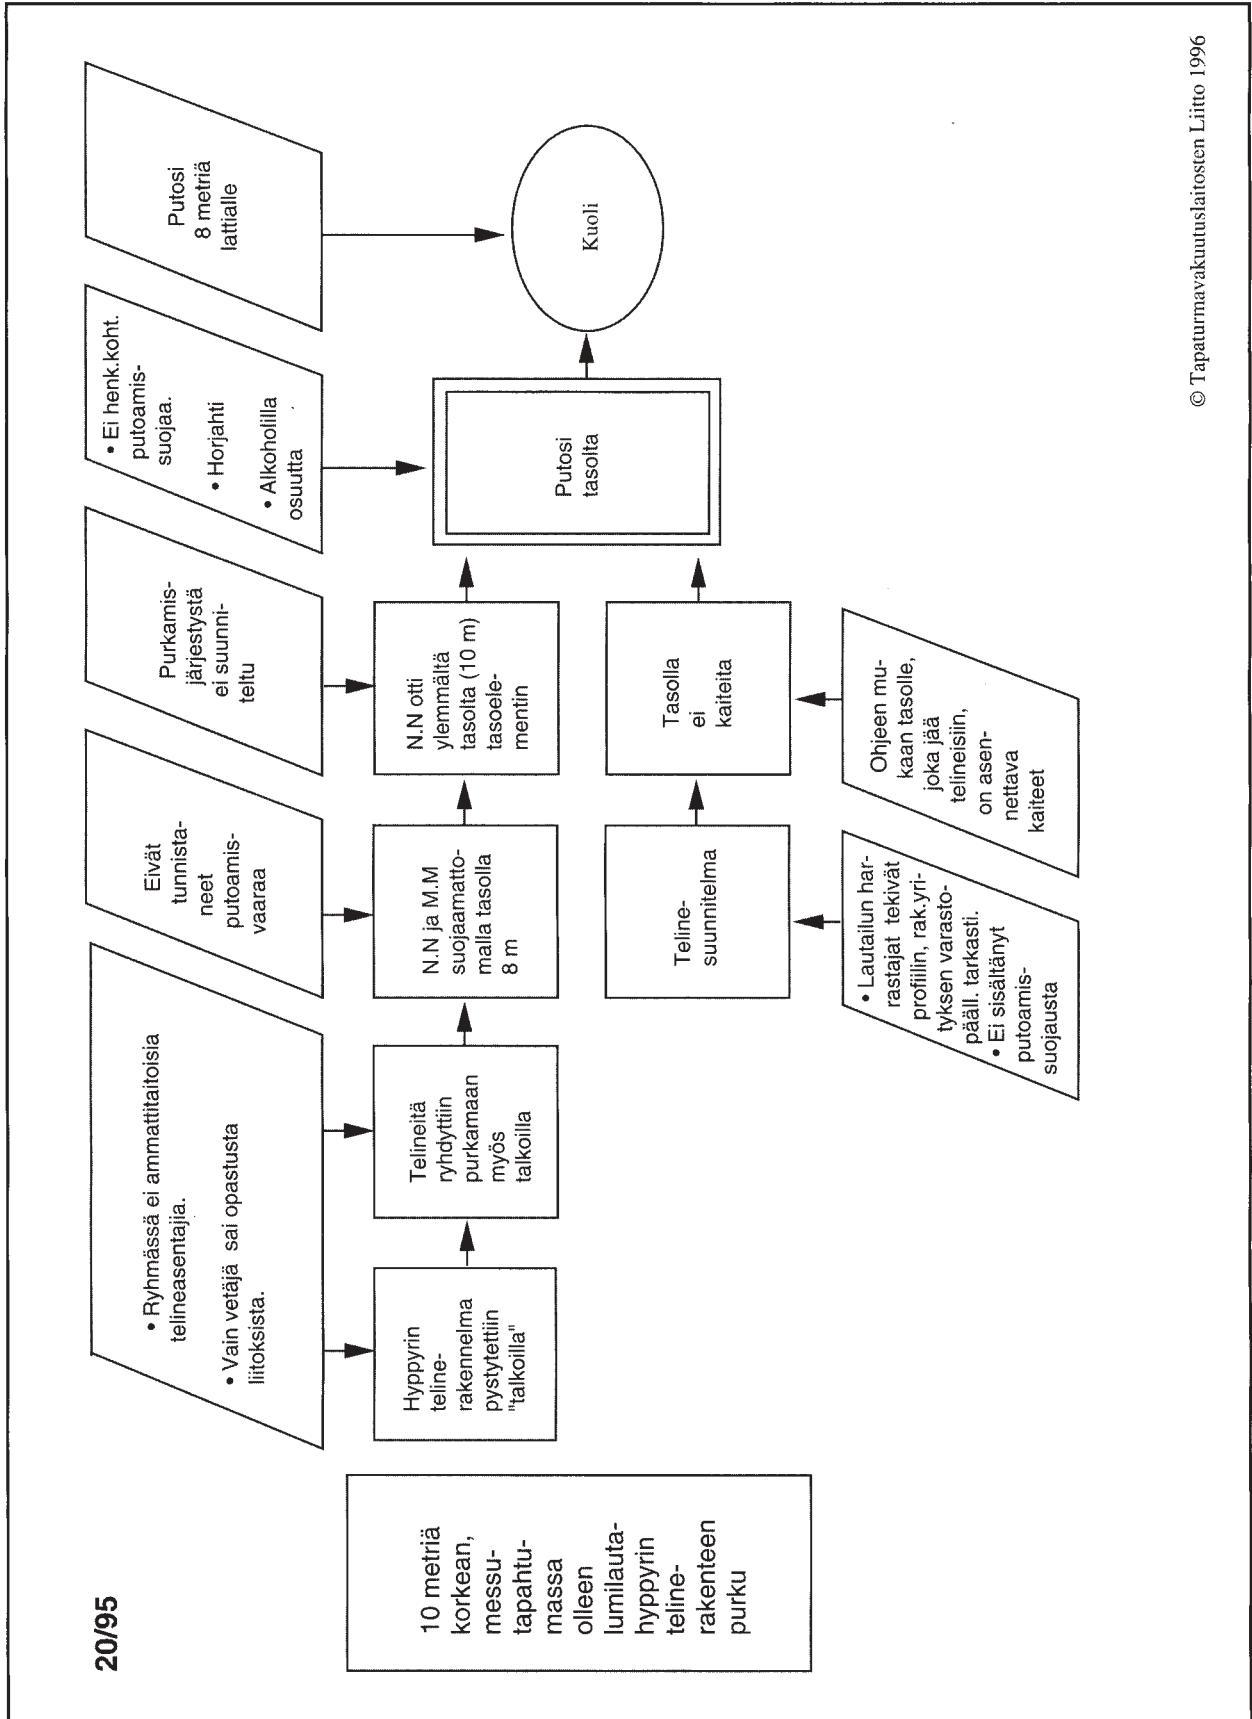 20/95
10 metriä
korkean,
messu-
tapahtu-
massa
olleen
lumilauta-
hyppyrin
teline-
rakenteen
purku
• Ryhmässä ei ammattitaitoisia
telineasentajia.
• Vain vetäjä sai opastusta
liitoksista.
Eivät
tunnista-
neet
putoamis-
vaaraa
Purkamis-
järjestystä
ei suunni-
teltu
• Ei henk.koht.
putoamis-
suojaa.
• Horjahti
• Alkoholilla
osuutta
Putosi
8 metriä
lattialle
Hyppyrin
teline-
rakennelma
pystytettiin
"talkoilla"
Telineitä
ryhdyttiin
purkamaan
myös
talkoilla
N.N ja M.M
suojaamatto-
malla tasolla
8 m
N.N otti
ylemmältä
tasolta (10 m)
tasoele-
mentin
Putosi
tasolta
Kuoli
Teline-
suunnitelma
Tasolla
ei
kaiteita
• Lautailun har-
rastajat tekivät
profiilin, rak.yri-
tyksen varasto-
pääll. tarkasti.
• Ei sisältänyt
putoamis-
suojausta
Ohjeen mu-
kaan tasolle,
joka jää
telineisiin,
on asen-
nettava
kaiteet
© Tapaturmavakuutuslaitosten Liitto 1996